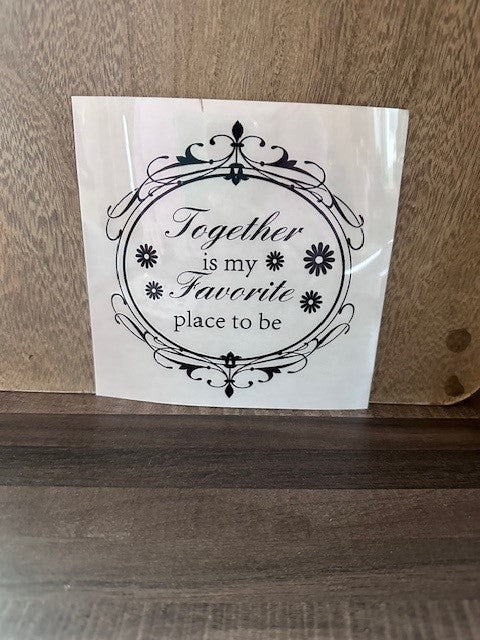 Together
is my
Favorite
place to be